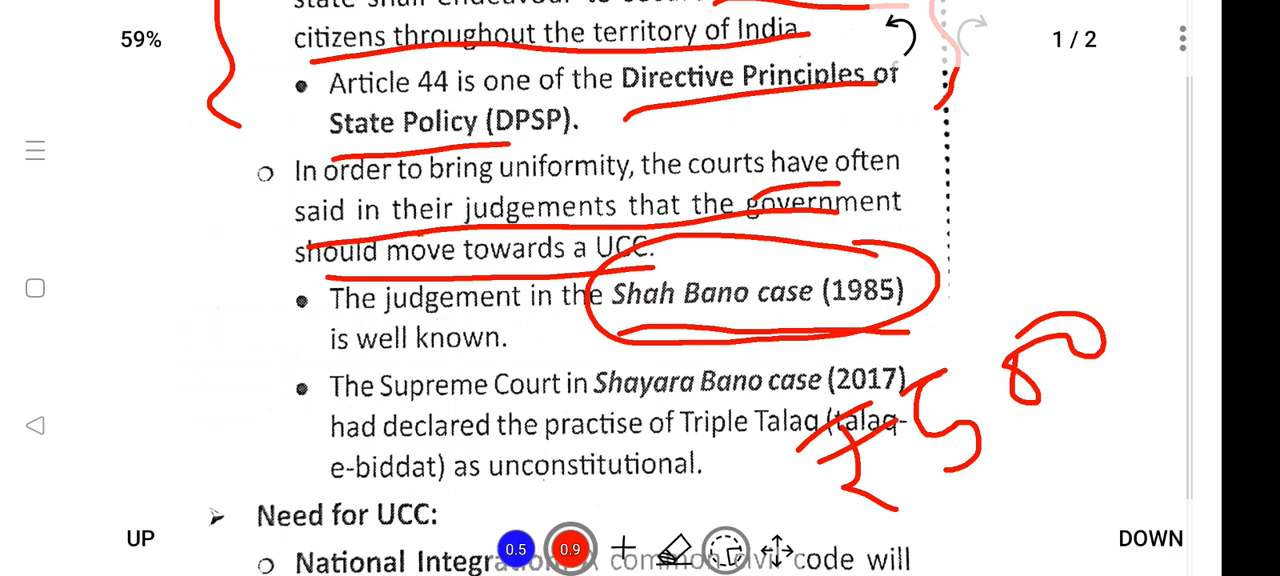 citizens throughout the territory of India.
59%
1 / 2
• Article 44 is one of the Directive Principles of
State Policy (DPSP).
In order to bring uniformity, the courts have often
said in their judgements that the government
should move towards a UCC.
• The judgement in the Shah Bano case (1985)
is well known.
• The Supreme Court in Shayara Bano case (2017)
had declared the practise of Triple Talaq (talaq-
e-biddat) as unconstitutional.
➢ Need for UCC:
UP
DOWN
0.5
0.9
National Integr common civil code will